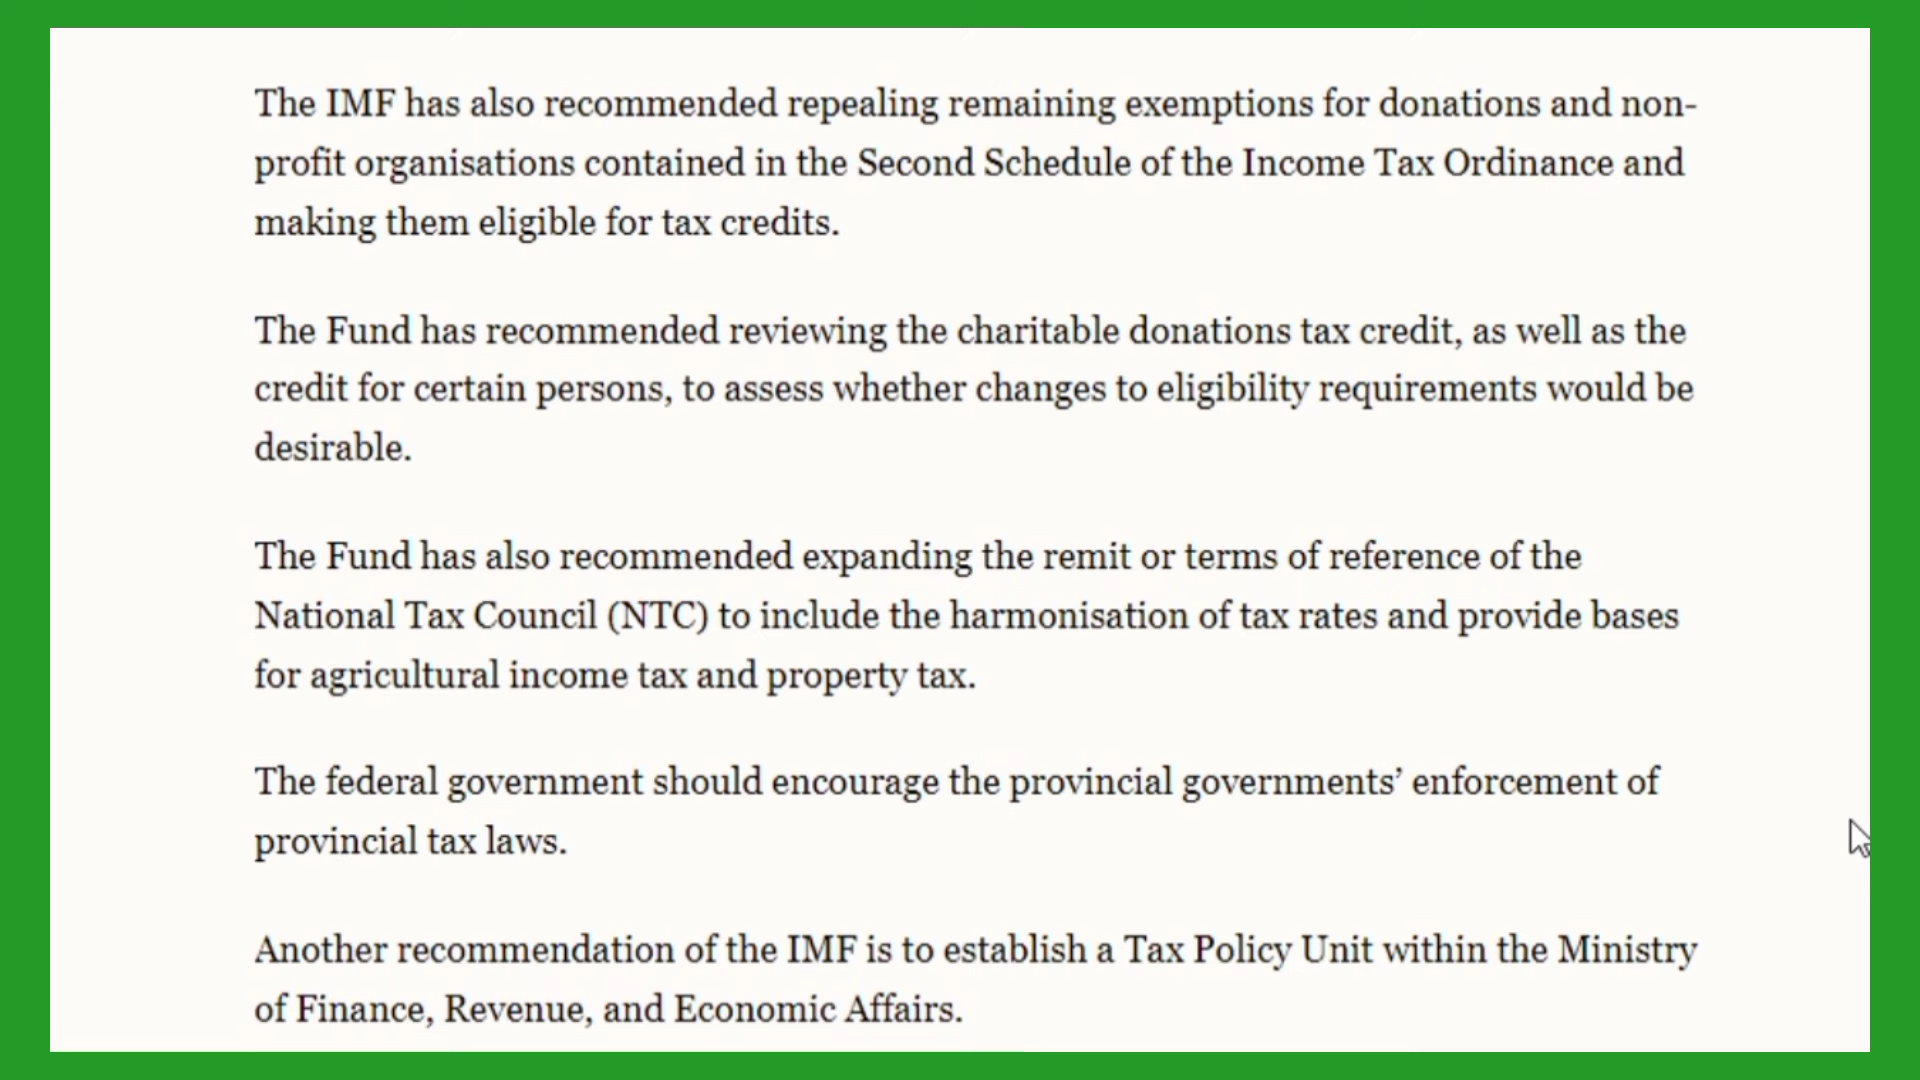 The IMF has also recommended repealing remaining exemptions for donations and non-
profit organisations contained in the Second Schedule of the Income Tax Ordinance and
making them eligible for tax credits.
The Fund has recommended reviewing the charitable donations tax credit, as well as the
credit for certain persons, to assess whether changes to eligibility requirements would be
desirable.
The Fund has also recommended expanding the remit or terms of reference of the
National Tax Council (NTC) to include the harmonisation of tax rates and provide bases
for agricultural income tax and property tax.
The federal government should encourage the provincial governments’ enforcement of
provincial tax laws.
Another recommendation of the IMF is to establish a Tax Policy Unit within the Ministry
of Finance, Revenue, and Economic Affairs.